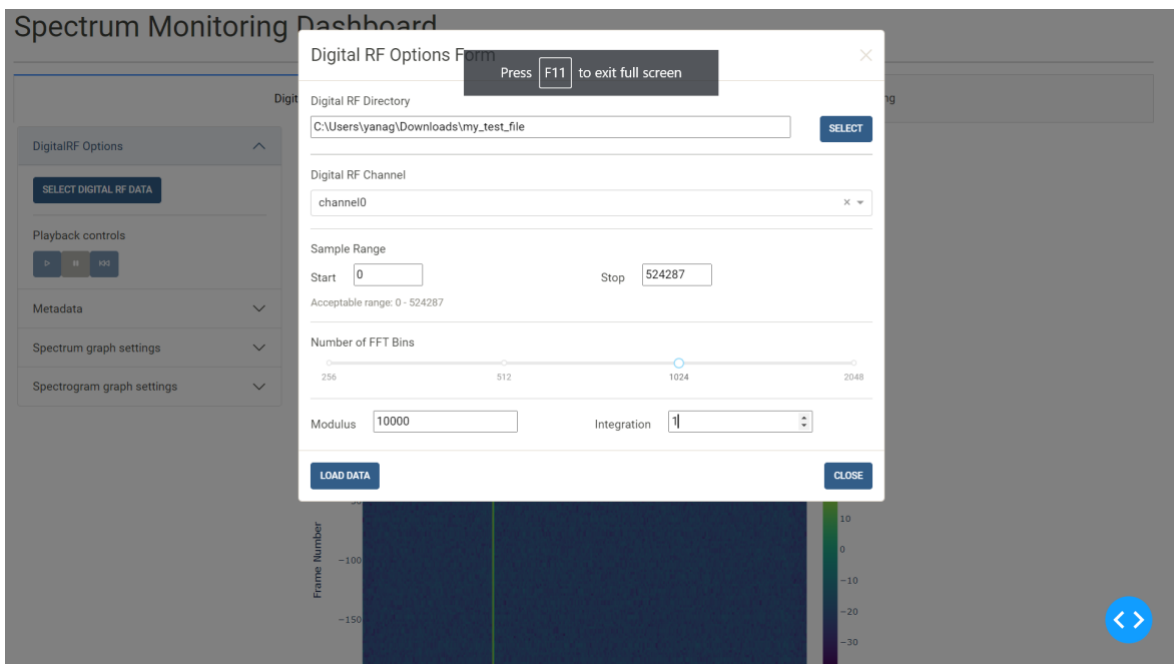 Spectrum Monitoring Dashboard
Digital RF Options Form
×
Press F11 to exit full screen
Digit
ng
Digital RF Directory
C:\Users\yanag\Downloads\my_test_file
SELECT
DigitalRF Options
SELECT DIGITAL RF DATA
Digital RF Channel
channel0
×
Playback controls
Sample Range
Start 0
Stop 524287
Acceptable range: 0 - 524287
Metadata
Spectrum graph settings
Spectrogram graph settings
Number of FFT Bins
256 512 1024 2048
Modulus 10000
Integration 1
LOAD DATA
CLOSE
Frame Number
−100
−150
10
0
−10
−20
−30